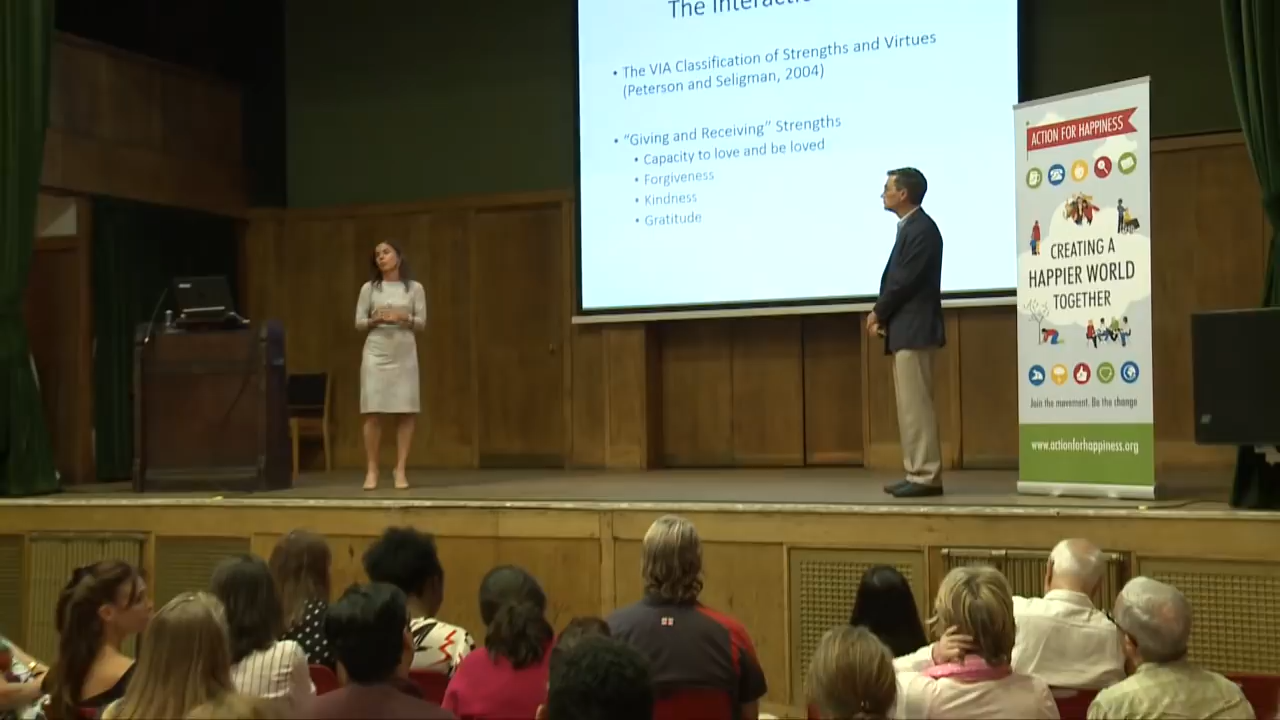 The Interactio
• The VIA Classification of Strengths and Virtues
(Peterson and Seligman, 2004)
• “Giving and Receiving” Strengths
• Capacity to love and be loved
• Forgiveness
• Kindness
• Gratitude
ACTION FOR HAPPINESS
CREATING A
HAPPIER WORLD
TOGETHER
Join the movement. Be the change
www.actionforhappiness.org